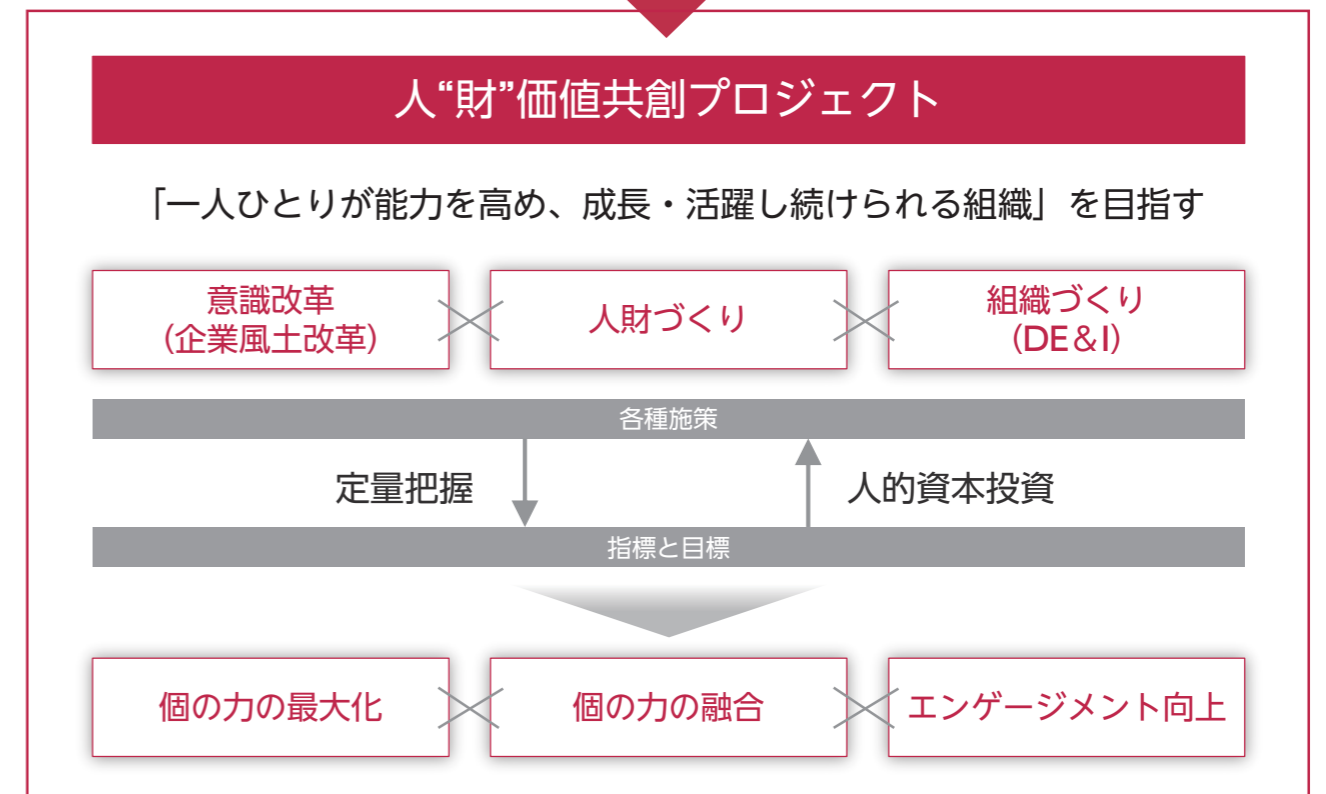 人“財”価値共創プロジェクト
「一人ひとりが能力を高め、成長・活躍し続けられる組織」を目指す
意識改革
(企業風土改革)
人財づくり
組織づくり
(DE&I)
各種施策
定量把握
人的資本投資
指標と目標
個の力の最大化
個の力の融合
エンゲージメント向上